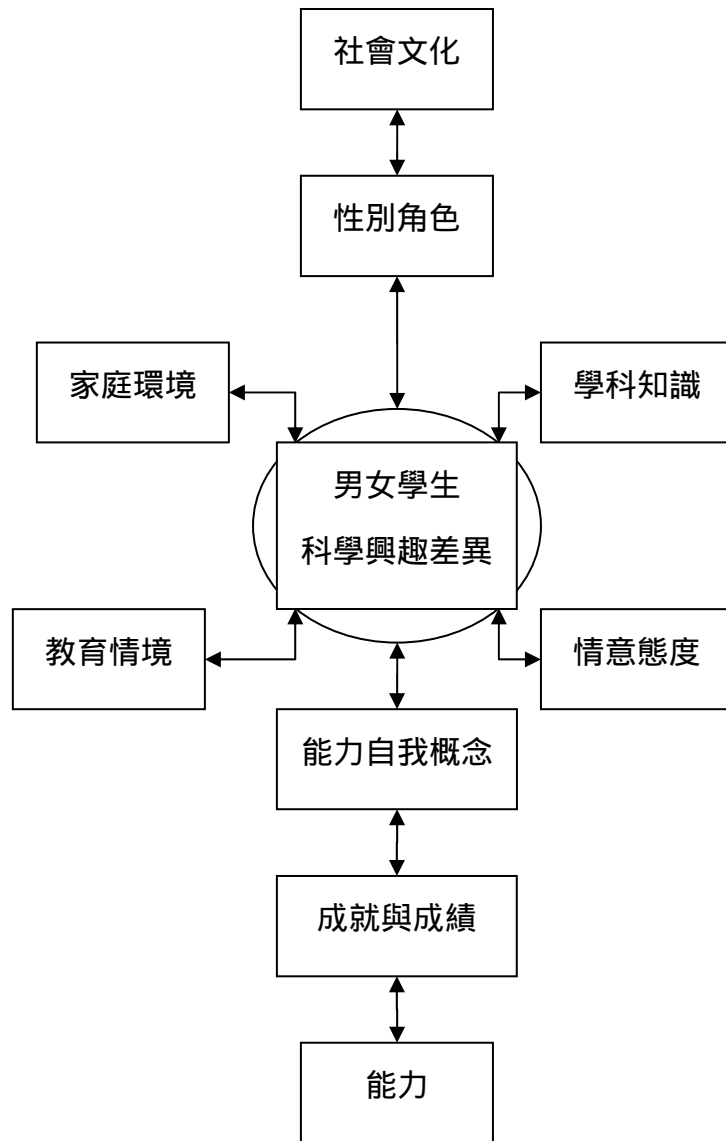 社會文化
性別角色
家庭環境
學科知識
男女學生
科學興趣差異
教育情境
情意態度
能力自我概念
成就與成績
能力